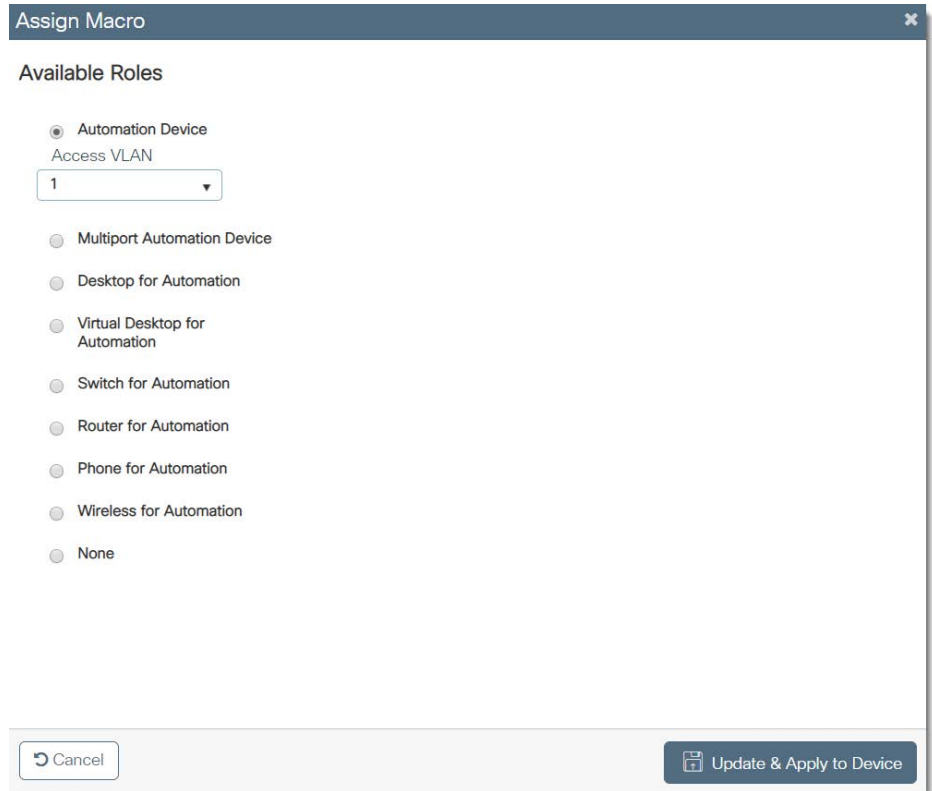 Assign Macro
Available Roles
Automation Device
Access VLAN
1
Multiport Automation Device
Desktop for Automation
Virtual Desktop for
Automation
Switch for Automation
Router for Automation
Phone for Automation
Wireless for Automation
None
Cancel
Update & Apply to Device